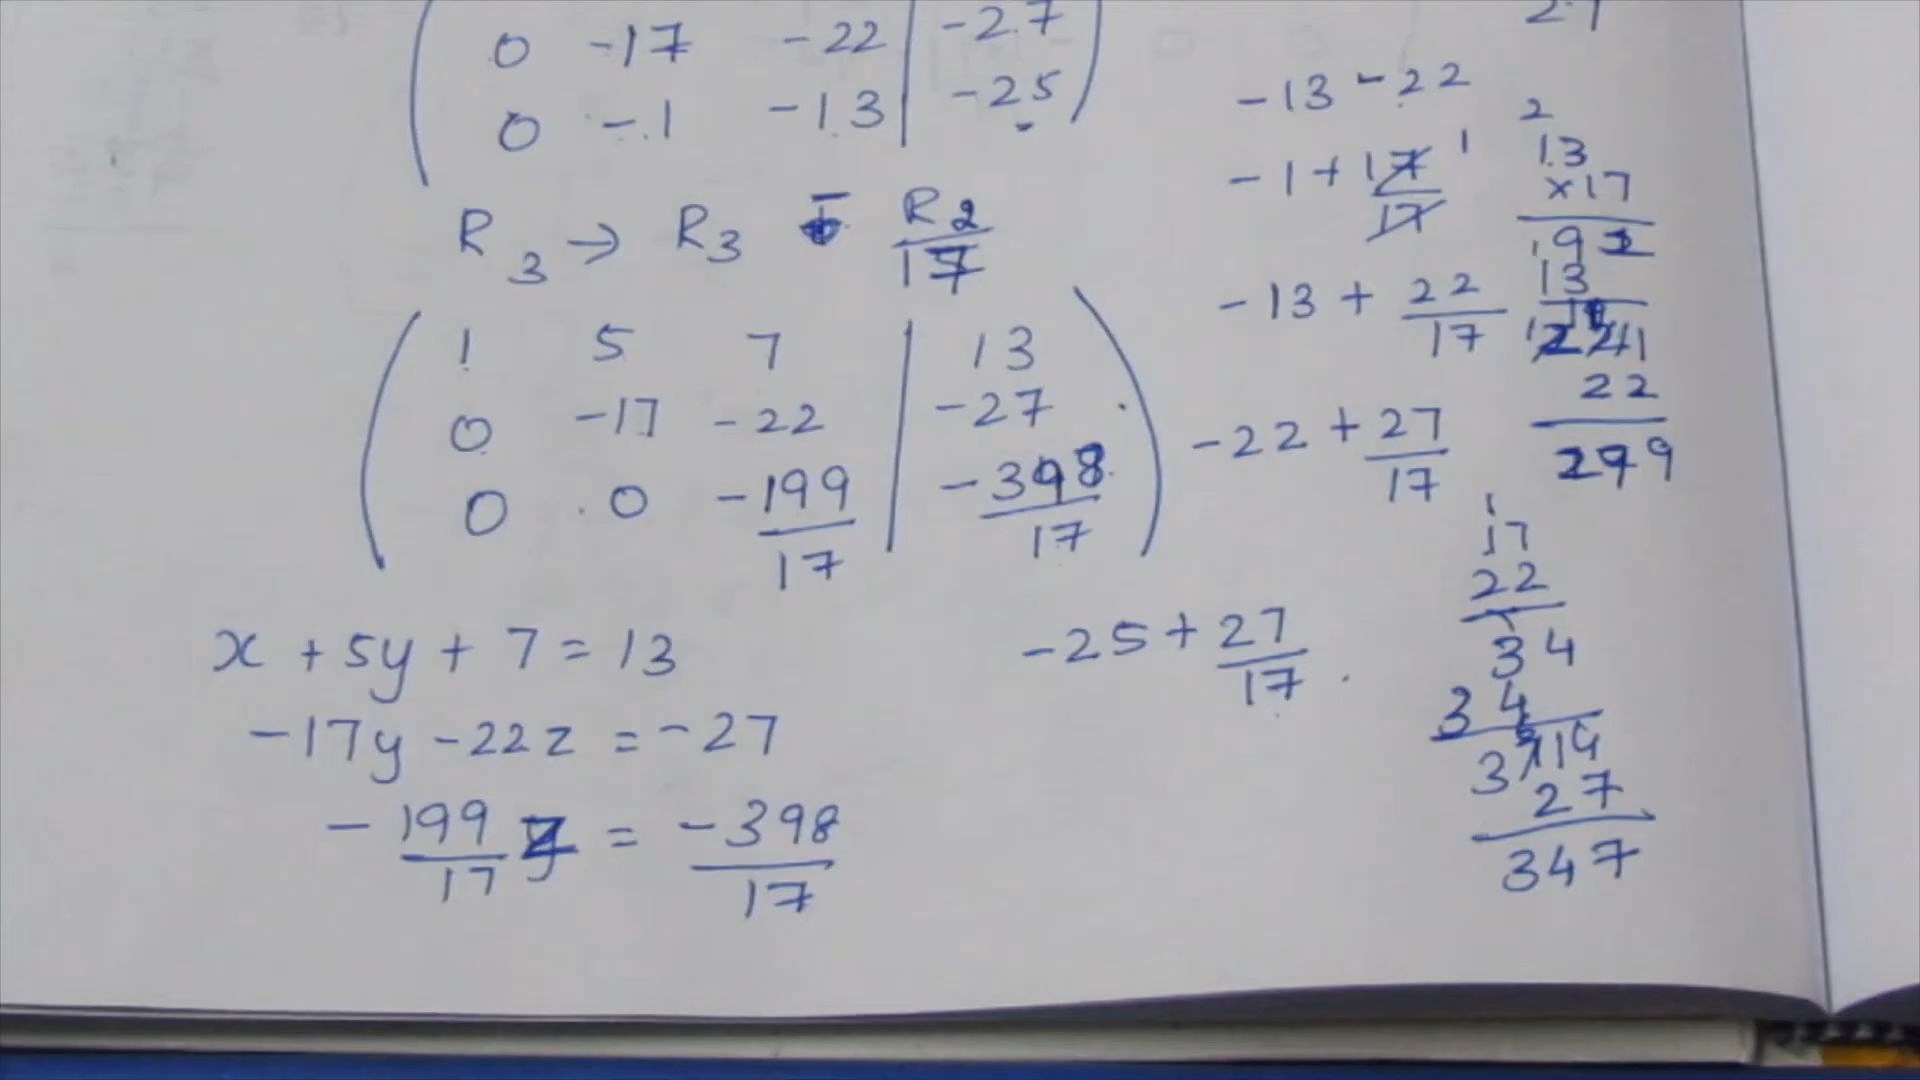 0 -17 -22 | -27
0 -1 -13 | -25
R3 → R3 - R2/17
1 5 7 | 13
0 -17 -22 | -27
0 0 -199/17 | -398/17
x + 5y + 7 = 13
-17y - 22z = -27
-199/17 z = -398/17
-13 - 22
-1 + 17/17 1
-13 + 22/17
-22 + 27/17
-25 + 27/17
2
13
×17
13
22
1
17
22
34
34
27
347